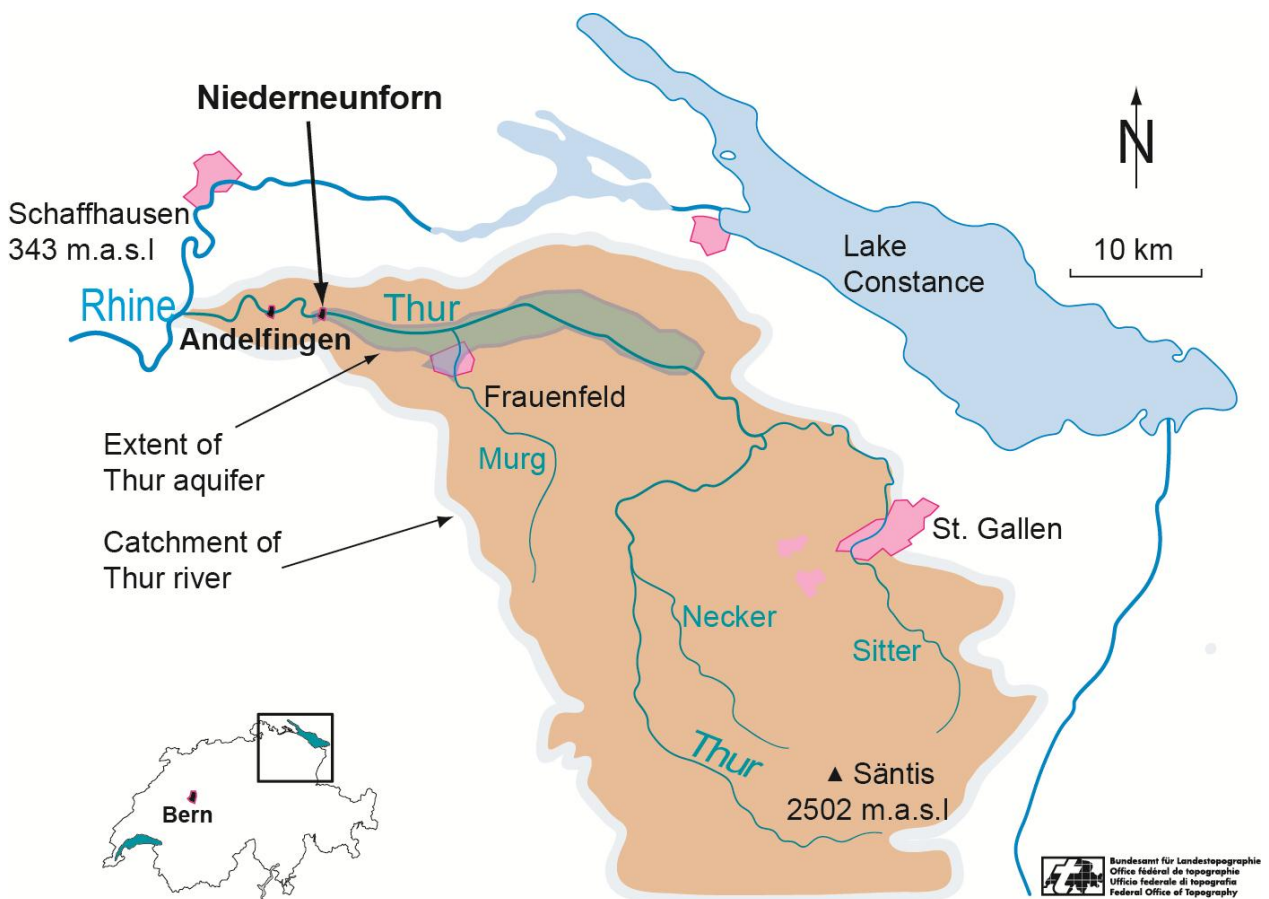 Niederneunforn
N
Schaffhausen
343 m.a.s.l
Lake
Constance
10 km
Rhine
Thur
Andelfingen
Frauenfeld
Extent of
Thur aquifer
Murg
St. Gallen
Catchment of
Thur river
Necker
Sitter
Thur
Säntis
2502 m.a.s.l
Bern
Bundesamt für Landestopographie
Office fédéral de topographie
Ufficio federale di topografia
Federal Office of Topography